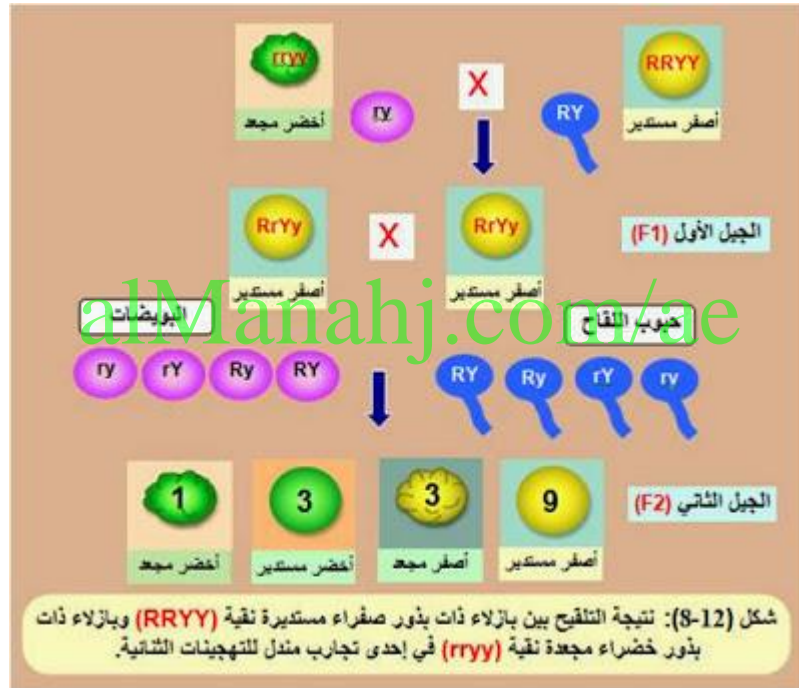 rryy
RRYY
X
ry
RY
أخضر مجعد
أصفر مستدير
RrYy
X
RrYy
الجيل الأول (F1)
أصفر مستدير
أصفر مستدير
البويضات
حبوب اللقاح
alManahj.com/ae
ry rY Ry RY
RY Ry rY ry
1 3 3 9
الجيل الثاني (F2)
أخضر مجعد
أخضر مستدير
أصفر مجعد
أصفر مستدير
شكل (12-8): نتيجة التلقيح بين بازلاء ذات بذور صفراء مستديرة نقية (RRYY) وبازلاء ذات
بذور خضراء مجعدة نقية (rryy) في إحدى تجارب مندل للتهجينات الثنائية.